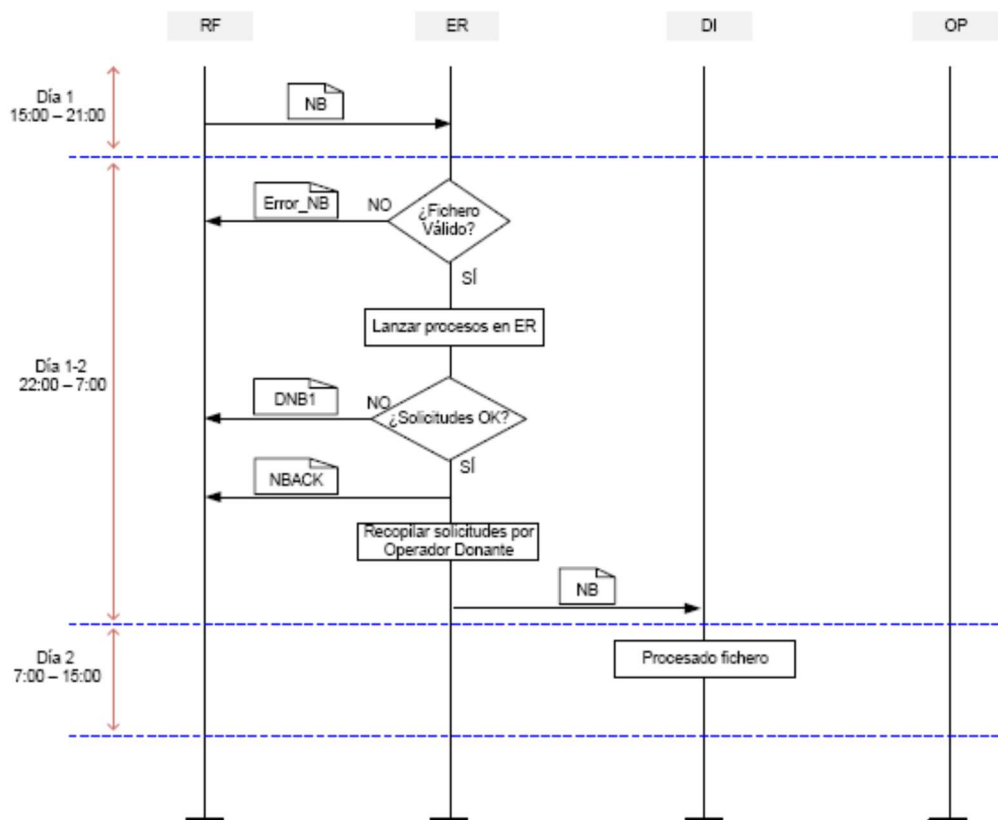 RF
ER
DI
OP
Día 1
15:00 – 21:00
NB
Error_NB
NO
¿Fichero
Válido?
SÍ
Lanzar procesos en ER
Día 1-2
22:00 – 7:00
DNB1
NO
¿Solicitudes OK?
SÍ
NBACK
Recopilar solicitudes por
Operador Donante
NB
Día 2
7:00 – 15:00
Procesado fichero